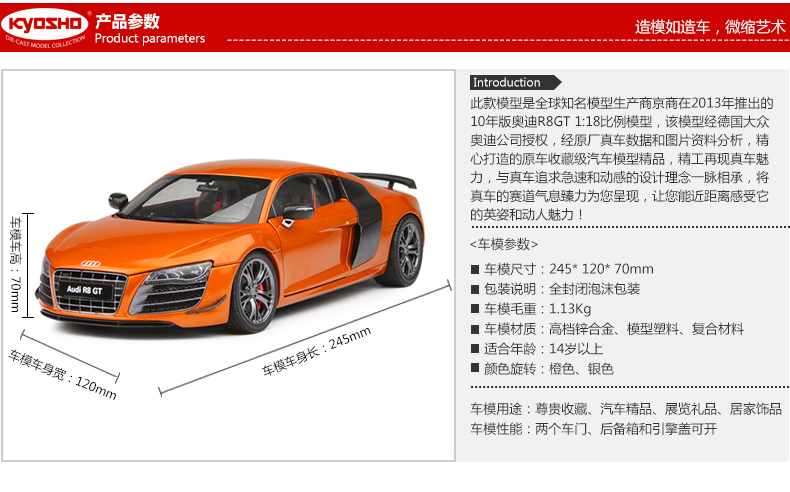 KYOSHO
DIE-CAST MODEL COLLECTION
产品参数
Product parameters
造模如造车，微缩艺术
Introduction
此款模型是全球知名模型生产商京商在2013年推出的
10年版奥迪R8GT 1:18比例模型，该模型经德国大众
奥迪公司授权，经原厂真车数据和图片资料分析，精
心打造的原车收藏级汽车模型精品，精工再现真车魅
力，与真车追求急速和动感的设计理念一脉相承，将
真车的赛道气息臻力为您呈现，让您能近距离感受它
的英姿和动人魅力！
<车模参数>
车模尺寸：245* 120* 70mm
包装说明：全封闭泡沫包装
车模毛重：1.13Kg
车模材质：高档锌合金、模型塑料、复合材料
适合年龄：14岁以上
颜色旋转：橙色、银色
车模用途：尊贵收藏、汽车精品、展览礼品、居家饰品
车模性能：两个车门、后备箱和引擎盖可开
车模车高：70mm
Audi R8 GT
车模车身宽：120mm
车模车身长：245mm